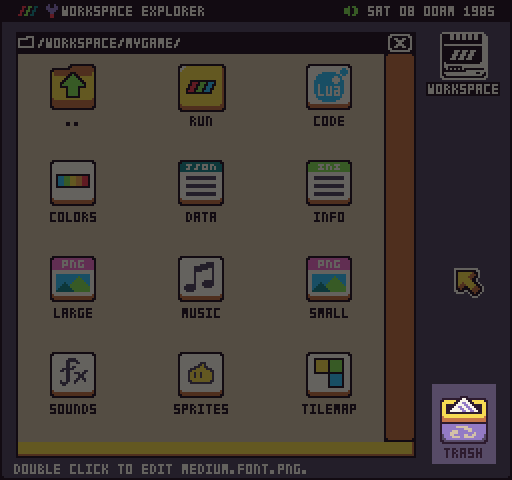 WORKSPACE EXPLORER
SAT 08 00AM 1985
/WORKSPACE/MYGAME/
WORKSPACE
..
RUN
Lua
CODE
COLORS
JSON
DATA
INI
INFO
PNG
LARGE
MUSIC
PNG
SMALL
fx
SOUNDS
SPRITES
TILEMAP
TRASH
DOUBLE CLICK TO EDIT MEDIUM.FONT.PNG.